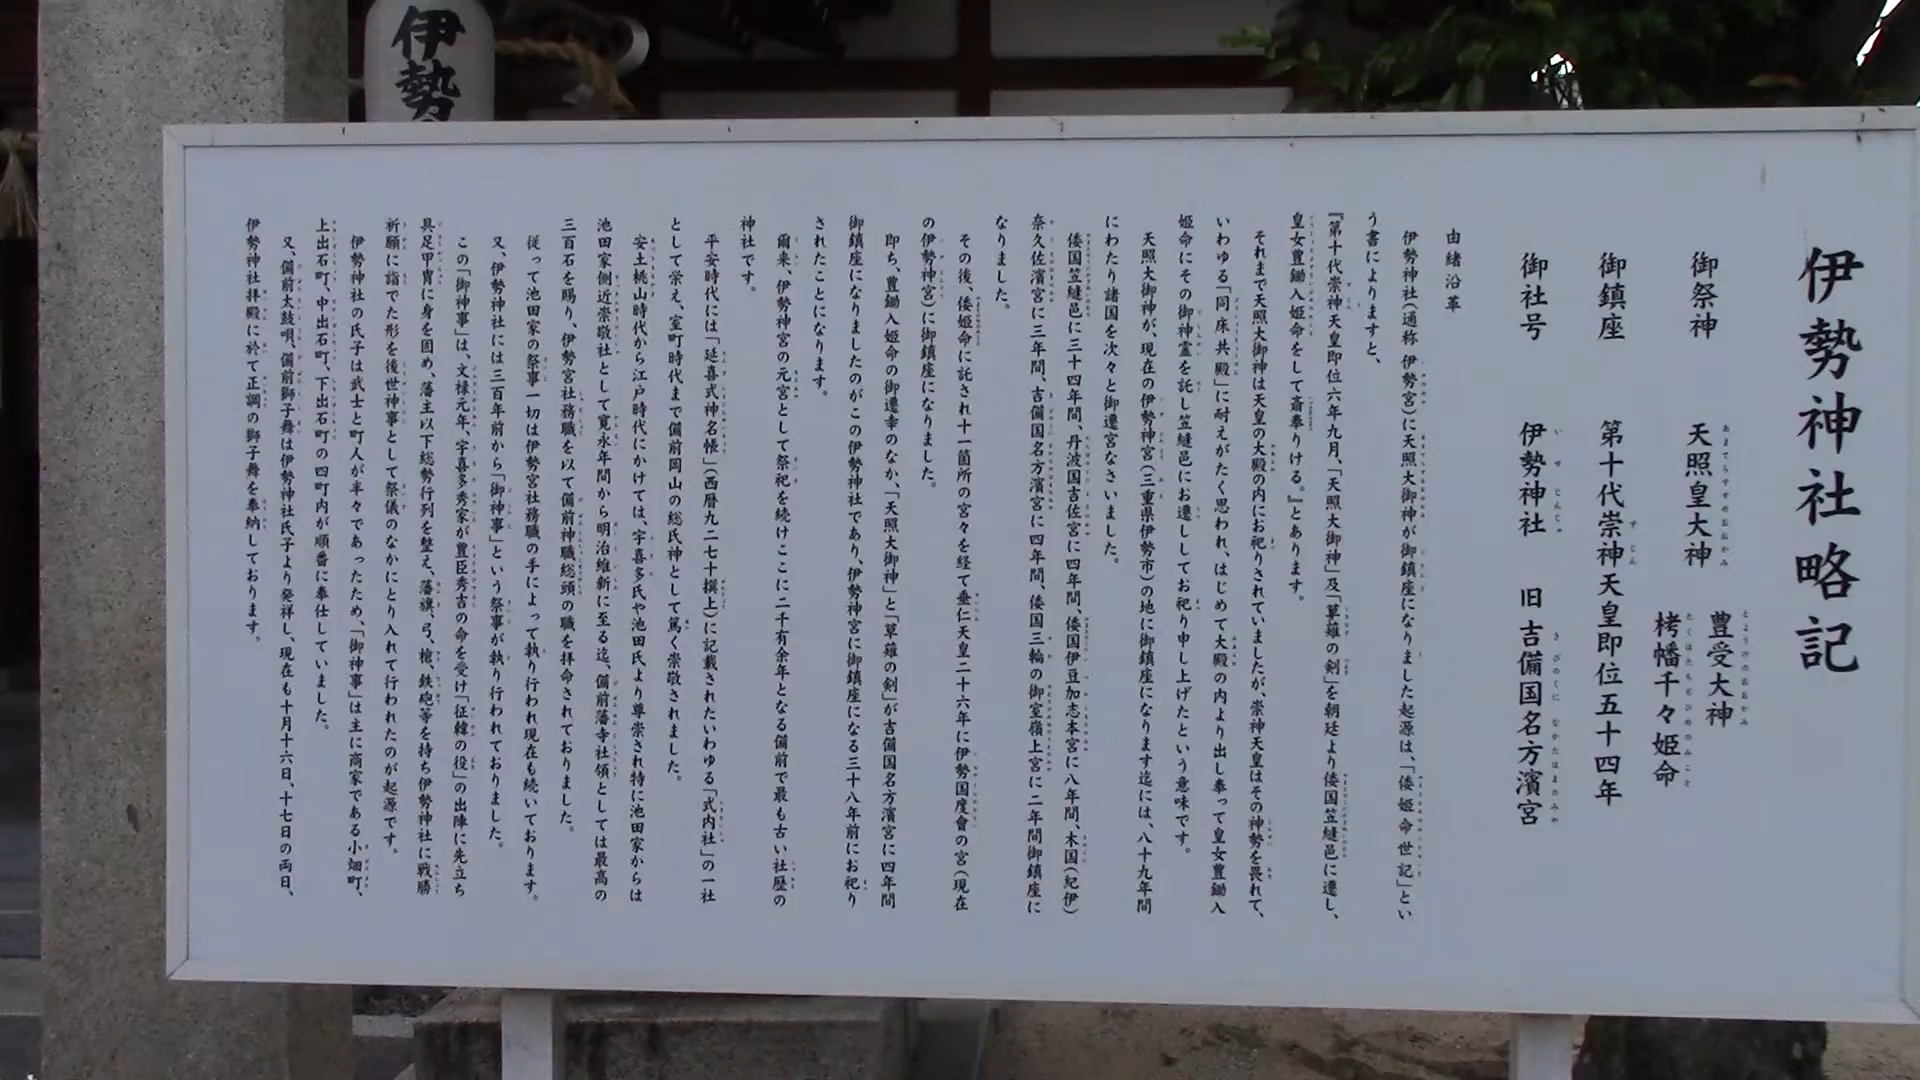 伊勢
伊勢神社略記
御祭神　天照皇大神　豊受大神
栲幡千々姫命
御鎮座　第十代崇神天皇即位五十四年
御社号　伊勢神社　旧吉備国名方濱宮
由緒沿革
伊勢神社(通称 伊勢宮)に天照大御神が御鎮座になりました起源は、「倭姫命世記」とい
う書によりますと、
『第十代崇神天皇即位六年九月、「天照大御神」及「草薙の剣」を朝廷より倭国笠縫邑に遷し、
皇女豊鋤入姫命をして斎奉りける。』とあります。
それまで天照大御神は天皇の大殿の内にお祀りされていましたが、崇神天皇はその神勢を畏れて、
いわゆる「同床共殿」に耐えがたく思われ、はじめて大殿の内より出し奉って皇女豊鋤入
姫命にその御神霊を託し笠縫邑にお遷ししてお祀り申し上げたという意味です。
天照大御神が、現在の伊勢神宮(三重県伊勢市)の地に御鎮座になります迄には、八十九年間
にわたり諸国を次々と御遷宮なさいました。
倭国笠縫邑に三十四年間、丹波国吉佐宮に四年間、倭国伊豆加志本宮に八年間、木国(紀伊)
奈久佐濱宮に三年間、吉備国名方濱宮に四年間、倭国三輪の御室嶺上宮に二年間御鎮座に
なりました。
その後、倭姫命に託され十一箇所の宮々を経て垂仁天皇二十六年に伊勢国度會の宮(現在
の伊勢神宮)に御鎮座になりました。
即ち、豊鋤入姫命の御遷幸のなか、「天照大御神」と「草薙の剣」が吉備国名方濱宮に四年間
御鎮座になりましたのがこの伊勢神社であり、伊勢神宮に御鎮座になる三十八年前にお祀り
されたことになります。
爾来、伊勢神宮の元宮として祭祀を続けここに二千有余年となる備前で最も古い社歴の
神社です。
平安時代には「延喜式神名帳」(西暦九二七十撰上)に記載されたいわゆる「式内社」の一社
として栄え、室町時代まで備前岡山の総氏神として篤く崇敬されました。
安土桃山時代から江戸時代にかけては、宇喜多氏や池田氏より尊崇され特に池田家からは
池田家側近崇敬社として寛永年間から明治維新に至る迄、備前藩寺社領としては最高の
三百石を賜り、伊勢宮社務職を以て備前神職総頭の職を拝命されておりました。
従って池田家の祭事一切は伊勢宮社務職の手によって執り行われ現在も続いております。
又、伊勢神社には三百年前から「御神事」という祭事が執り行われておりました。
この「御神事」は、文禄元年、宇喜多秀家が豊臣秀吉の命を受け「征韓の役」の出陣に先立ち
具足甲冑に身を固め、藩主以下総勢行列を整え、藩旗、弓、槍、鉄砲等を持ち伊勢神社に戦勝
祈願に詣でた形を後世神事として祭儀のなかにとり入れて行われたのが起源です。
伊勢神社の氏子は武士と町人が半々であったため、「御神事」は主に商家である小畑町、
上出石町、中出石町、下出石町の四町内が順番に奉仕していました。
又、備前太鼓唄、備前獅子舞は伊勢神社氏子より発祥し、現在も十月十六日、十七日の両日、
伊勢神社拝殿に於て正調の獅子舞を奉納しております。